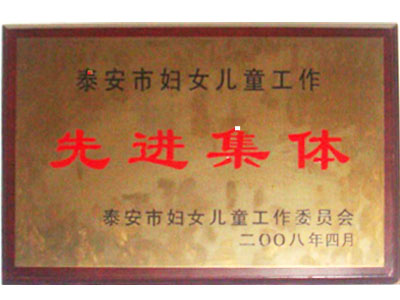 泰安市妇女儿童工作
先进集体
泰安市妇女儿童工作委员会
二〇〇八年四月